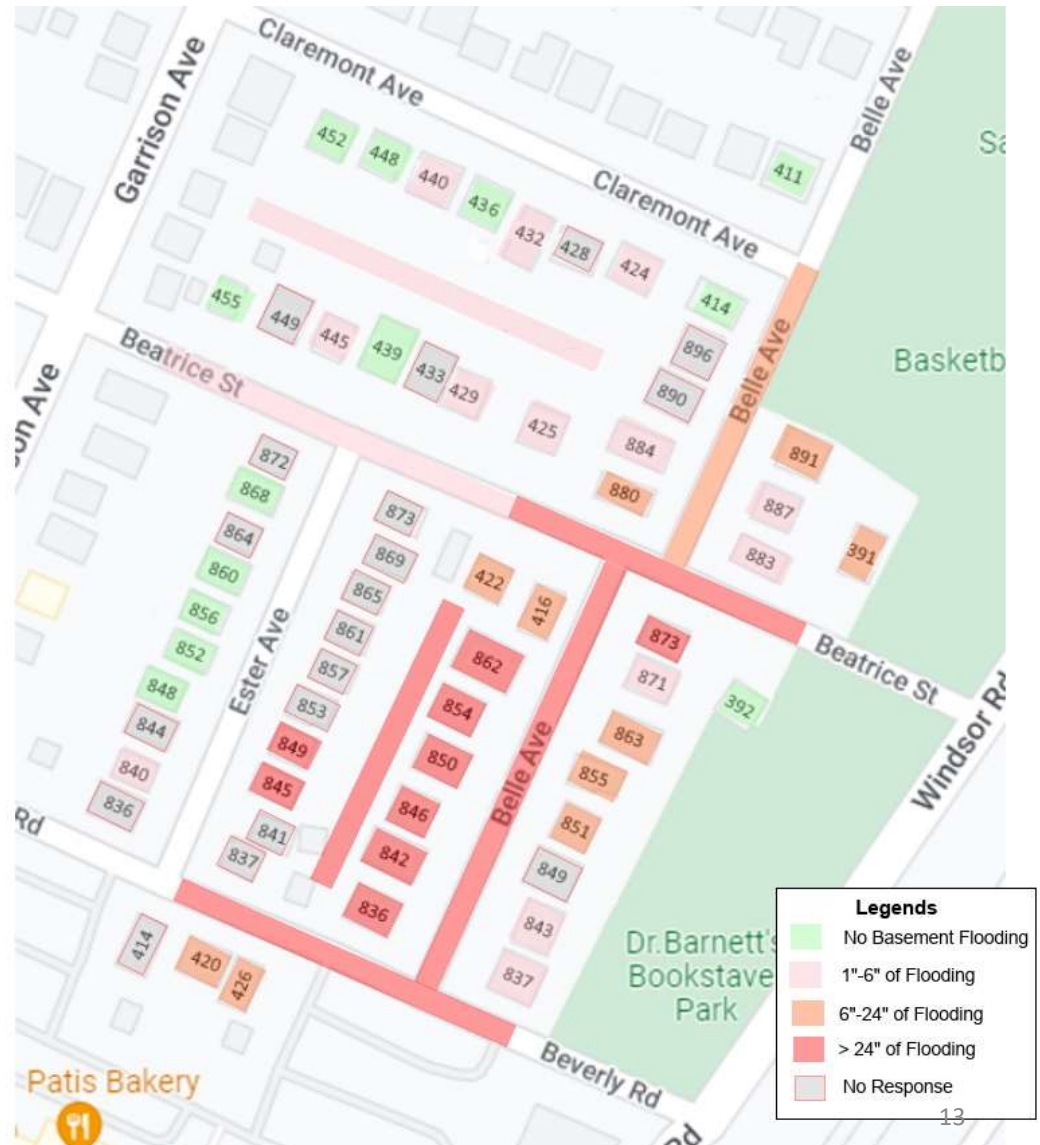 Claremont Ave
Garrison Ave
Belle Ave
Sa
452
448
440
436
432
428
424
411
Claremont Ave
414
455
449
445
439
433
429
425
896
890
884
880
Belle Ave
Basketb
Beatrice St
son Ave
891
887
883
391
872
868
864
860
856
852
848
844
840
836
Ester Ave
873
869
865
861
857
853
849
845
841
837
422
416
862
854
850
846
842
836
Belle Ave
873
871
392
863
855
851
849
843
837
Beatrice St
Windsor Rd
Rd
414
420
426
Dr.Barnett's
Bookstave
Park
Beverly Rd
Rd
Patis Bakery
Legends
No Basement Flooding
1"-6" of Flooding
6"-24" of Flooding
> 24" of Flooding
No Response
13